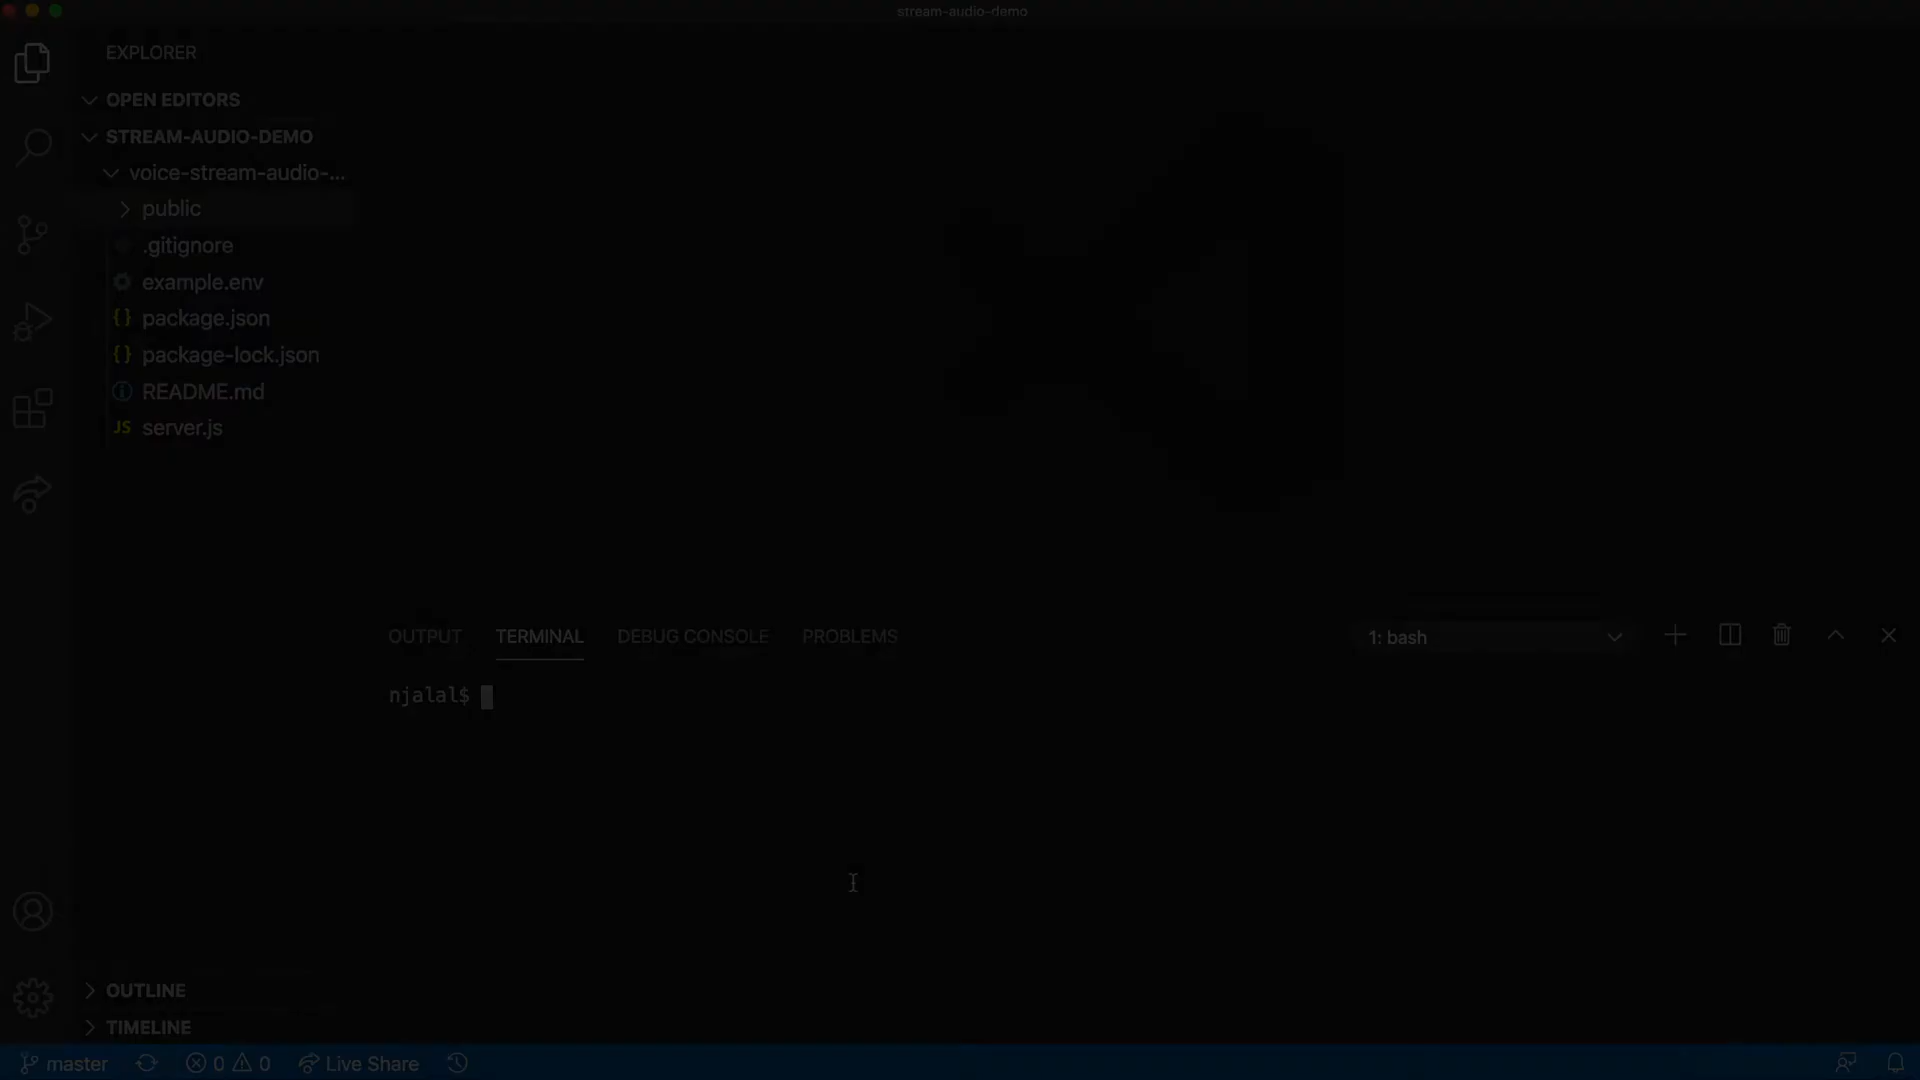 stream-audio-demo
EXPLORER
OPEN EDITORS
STREAM-AUDIO-DEMO
voice-stream-audio-...
public
.gitignore
example.env
{} package.json
{} package-lock.json
README.md
JS server.js
OUTPUT TERMINAL DEBUG CONSOLE PROBLEMS 1: bash
njalal$
OUTLINE
TIMELINE
master 0 0 Live Share